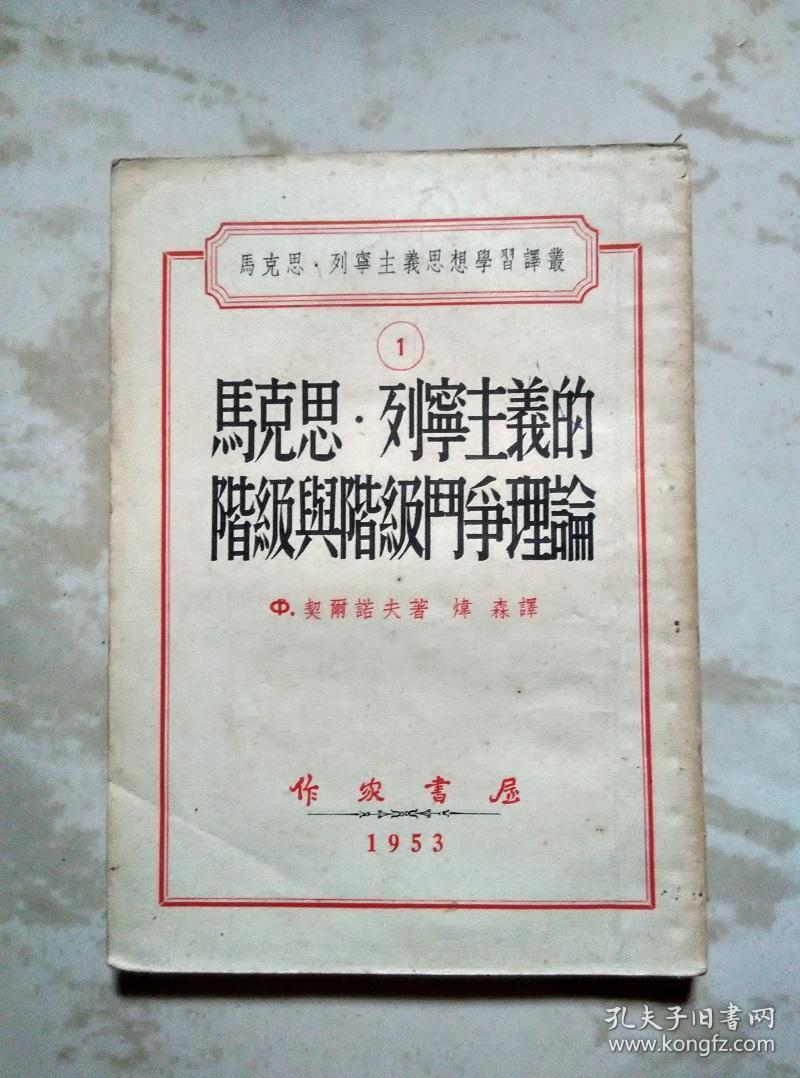 馬克思·列寧主義思想學習譯叢
1
馬克思·列寧主義的
階級與階級鬥爭理論
Ф.契爾諾夫著 煒森譯
作家書屋
1953
孔夫子旧书网
www.kongfz.com